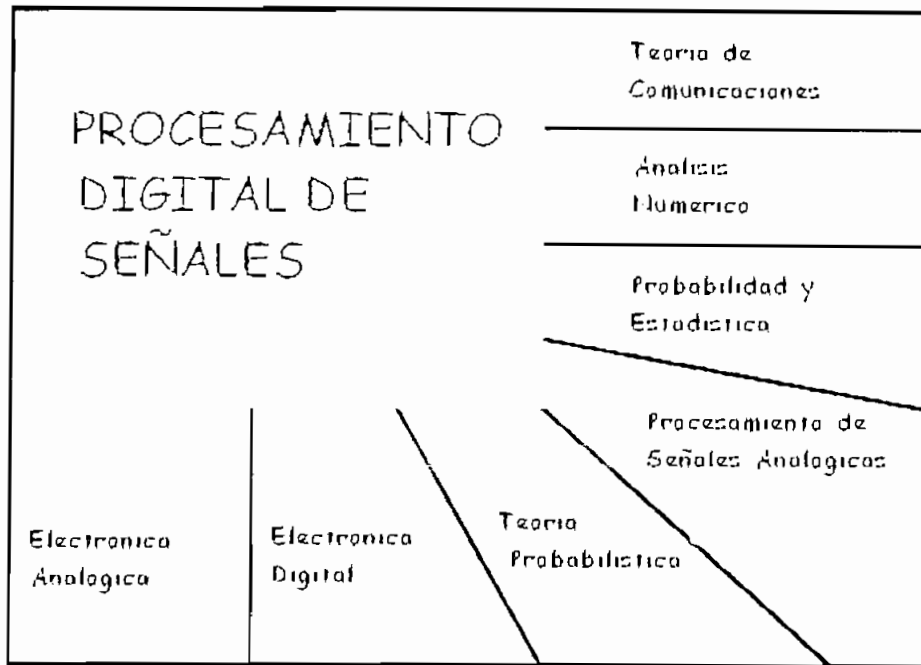 PROCESAMIENTO
DIGITAL DE
SEÑALES
Teoria de
Comunicaciones
Analisis
Numerico
Probabilidad y
Estadistica
Procesamiento de
Señales Analogicas
Teoria
Probabilistica
Electronica
Digital
Electronica
Analogica